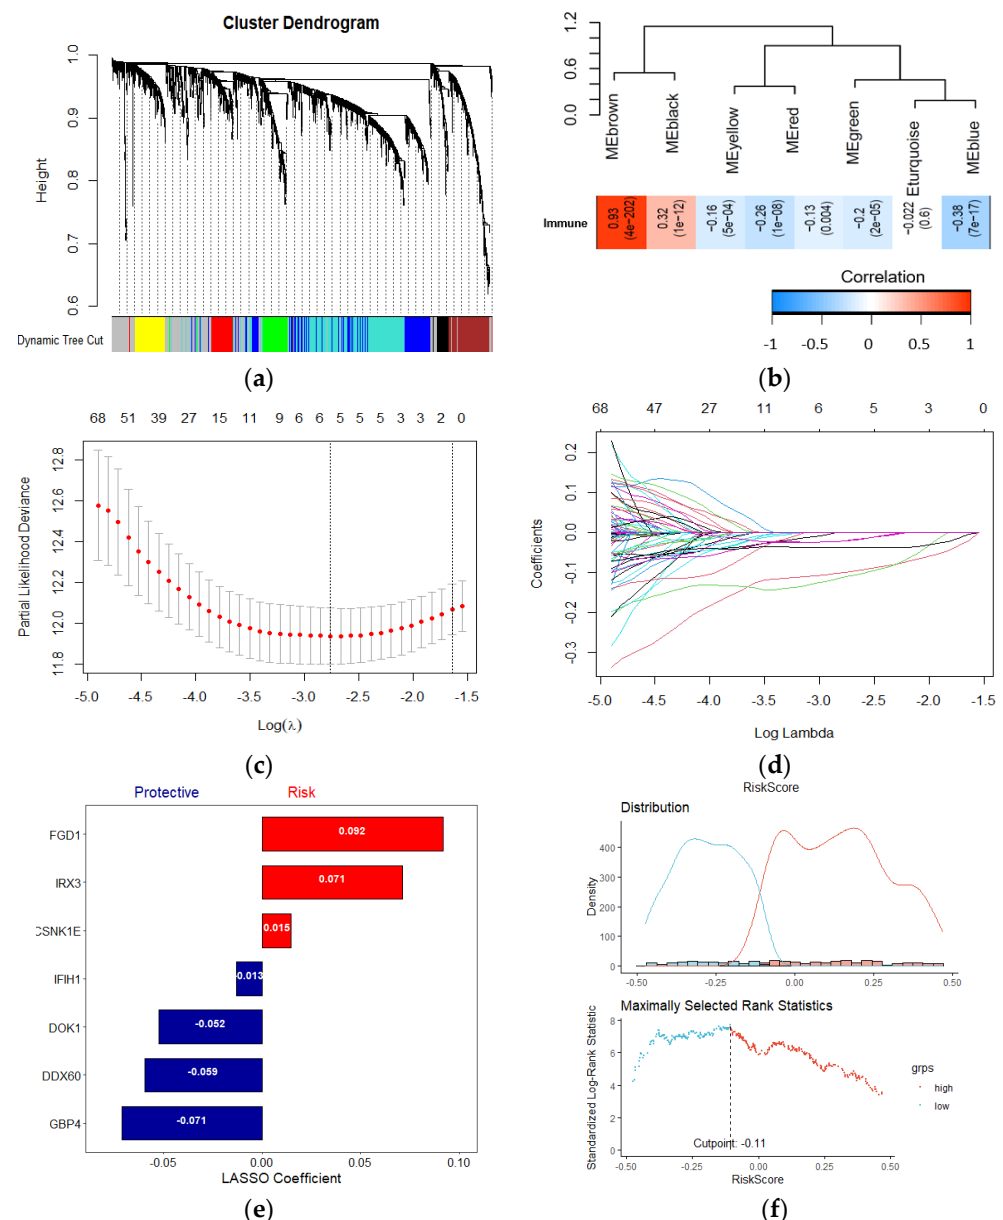 Cluster Dendrogram
Height
1.0
0.9
0.8
0.7
0.6
Dynamic Tree Cut
(a)
1.2
0.6
0.0
MEbrown
MEblack
MEyellow
MEred
MEgreen
Eturquoise
MEblue
Immune
0.93
(4e−202)
0.32
(1e−12)
−0.16
(5e−04)
−0.26
(1e−08)
−0.13
(0.004)
−0.2
(2e−05)
−0.022
(0.6)
−0.38
(7e−17)
Correlation
-1 -0.5 0 0.5 1
(b)
68 51 39 27 15 11 9 6 6 5 5 5 3 3 2 0
Partial Likelihood Deviance
12.8
12.6
12.4
12.2
12.0
11.8
-5.0 -4.5 -4.0 -3.5 -3.0 -2.5 -2.0 -1.5
Log(λ)
(c)
68 47 27 11 6 5 3 0
Coefficients
0.2
0.1
0.0
-0.1
-0.2
-0.3
-5.0 -4.5 -4.0 -3.5 -3.0 -2.5 -2.0 -1.5
Log Lambda
(d)
Protective Risk
FGD1 0.092
IRX3 0.071
CSNK1E 0.015
IFIH1 -0.013
DOK1 -0.052
DDX60 -0.059
GBP4 -0.071
-0.05 0.00 0.05 0.10
LASSO Coefficient
(e)
RiskScore
Distribution
Density
400
300
200
100
0
-0.50 -0.25 0.00 0.25 0.50
Maximally Selected Rank Statistics
Standardized Log-Rank Statistic
8
6
4
2
0
Cutpoint: -0.11
-0.50 -0.25 0.00 0.25 0.50
RiskScore
grps
high
low
(f)